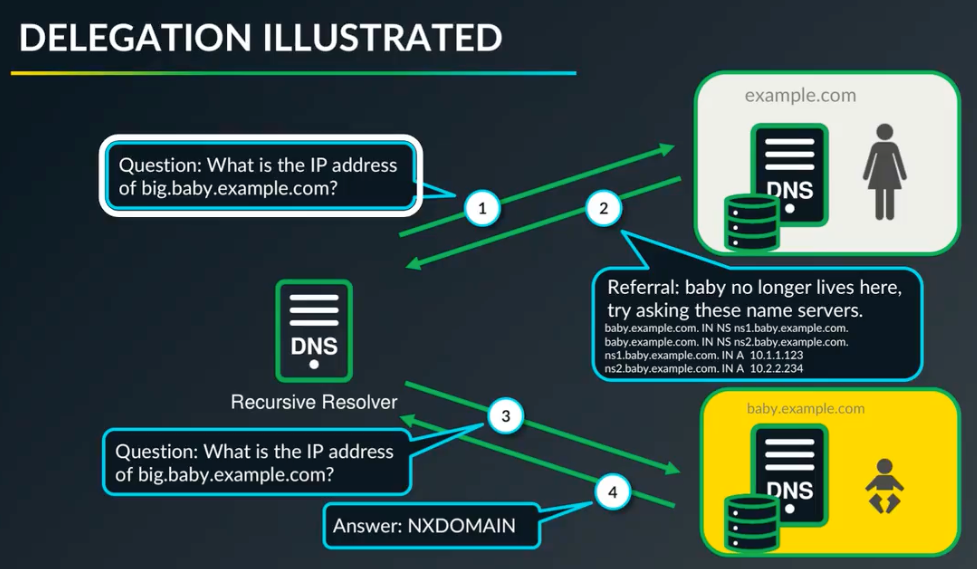 DELEGATION ILLUSTRATED
example.com
Question: What is the IP address
of big.baby.example.com?
1
2
DNS
Referral: baby no longer lives here,
try asking these name servers.
baby.example.com. IN NS ns1.baby.example.com.
baby.example.com. IN NS ns2.baby.example.com.
ns1.baby.example.com. IN A 10.1.1.123
ns2.baby.example.com. IN A 10.2.2.234
DNS
Recursive Resolver
3
baby.example.com
Question: What is the IP address
of big.baby.example.com?
4
DNS
Answer: NXDOMAIN